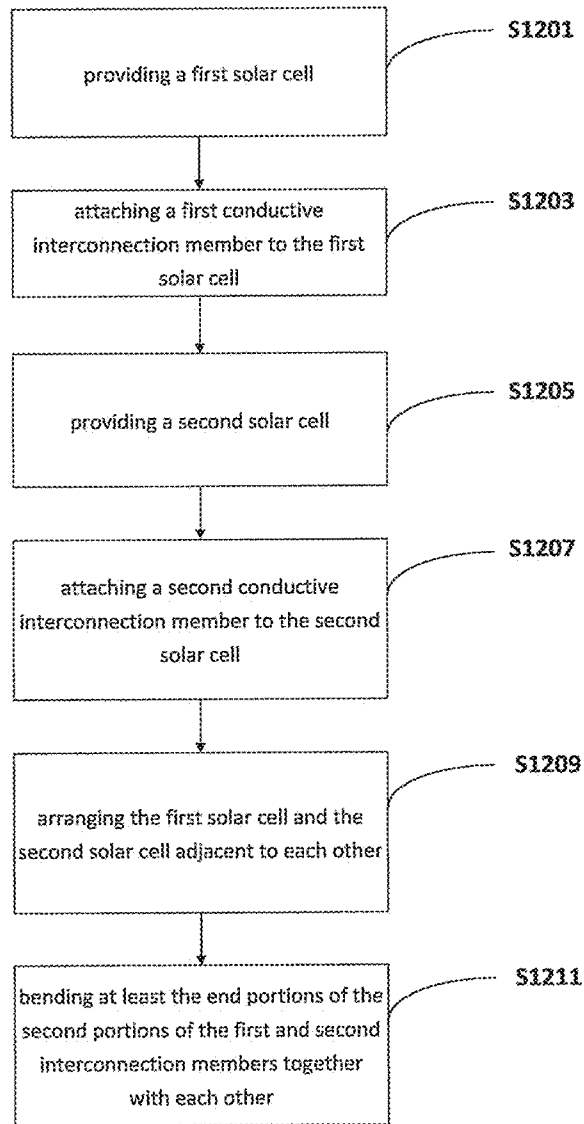 S1201
providing a first solar cell
S1203
attaching a first conductive
interconnection member to the first
solar cell
S1205
providing a second solar cell
S1207
attaching a second conductive
interconnection member to the second
solar cell
S1209
arranging the first solar cell and the
second solar cell adjacent to each other
S1211
bending at least the end portions of the
second portions of the first and second
interconnection members together
with each other